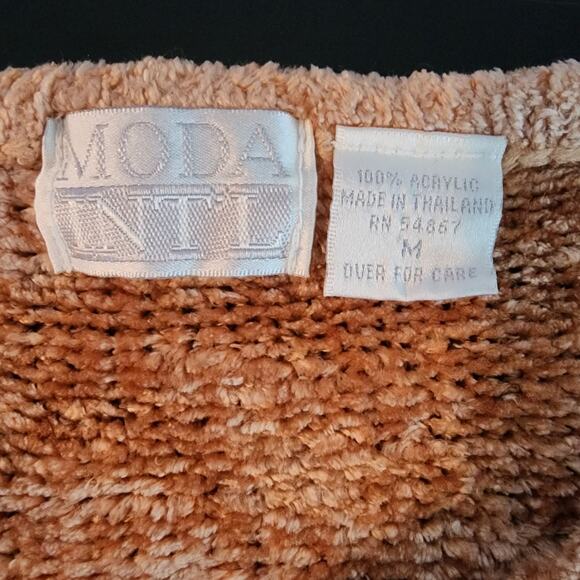 MODA
INT'L
100% ACRYLIC
MADE IN THAILAND
RN 54867
M
OVER FOR CARE